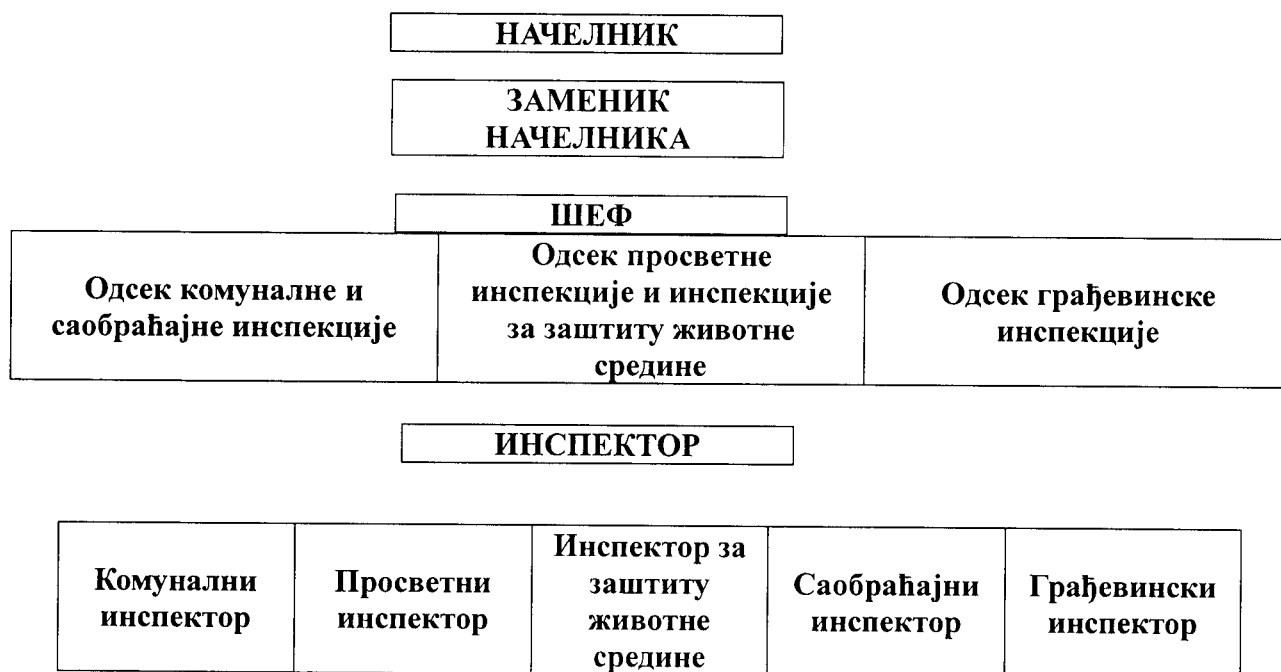 НАЧЕЛНИК
ЗАМЕНИК
НАЧЕЛНИКА
ШЕФ
Одсек комуналне и
саобраћајне инспекције
Одсек просветне
инспекције и инспекције
за заштиту животне
средине
Одсек грађевинске
инспекције
ИНСПЕКТОР
Комунални
инспектор
Просветни
инспектор
Инспектор за
заштиту
животне
средине
Саобраћајни
инспектор
Грађевински
инспектор